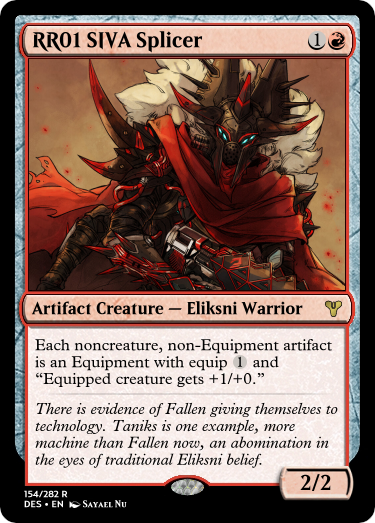 RR01 SIVA Splicer 1
Artifact Creature — Eliksni Warrior
Each noncreature, non-Equipment artifact
is an Equipment with equip 1 and
“Equipped creature gets +1/+0.”
There is evidence of Fallen giving themselves to
technology. Taniks is one example, more
machine than Fallen now, an abomination in
the eyes of traditional Eliksni belief.
2/2
154/282 R
DES • EN Sayael Nu